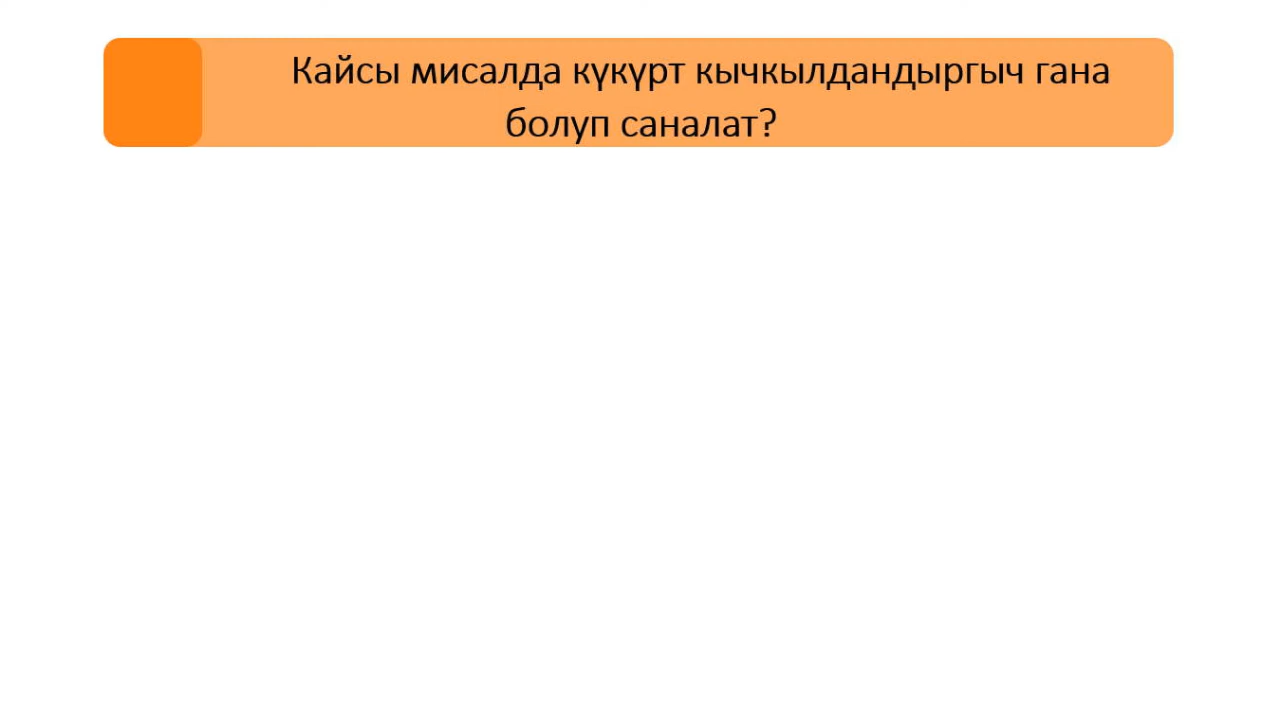 Кайсы мисалда күкүрт кычкылдандыргыч гана
болуп саналат?